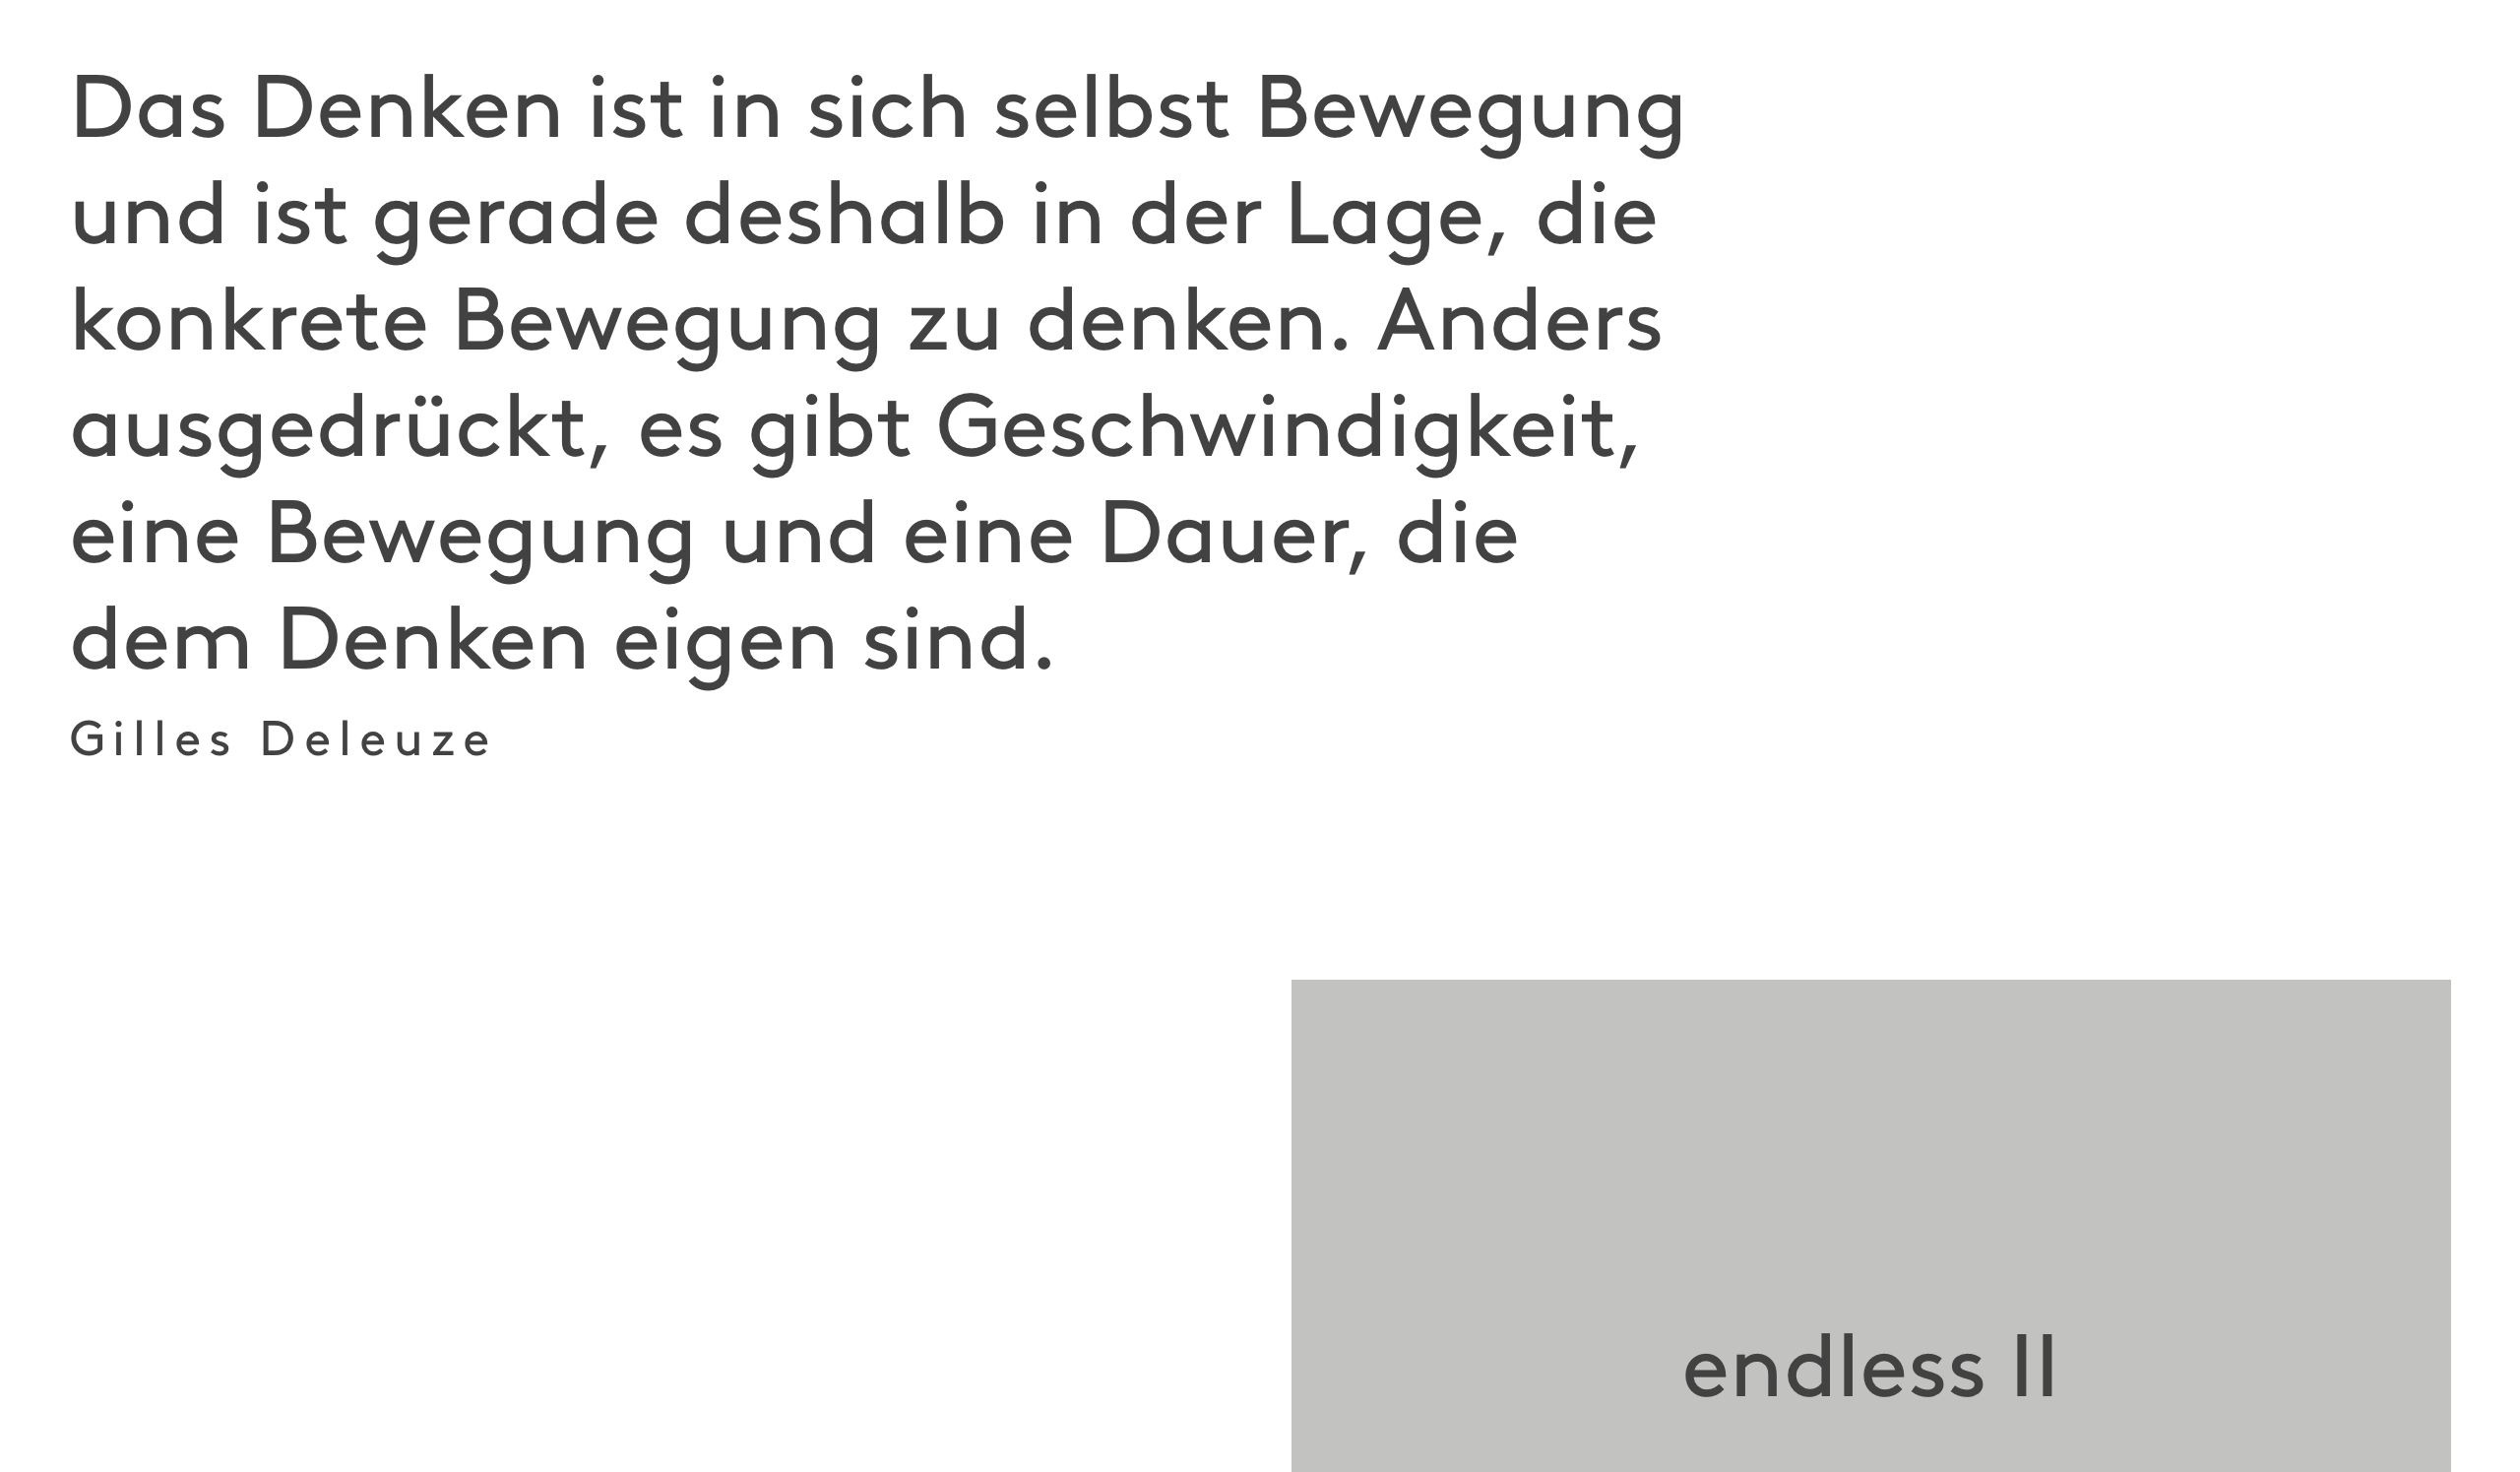 Das Denken ist in sich selbst Bewegung
und ist gerade deshalb in der Lage, die
konkrete Bewegung zu denken. Anders
ausgedrückt, es gibt Geschwindigkeit,
eine Bewegung und eine Dauer, die
dem Denken eigen sind.
Gilles Deleuze
endless II